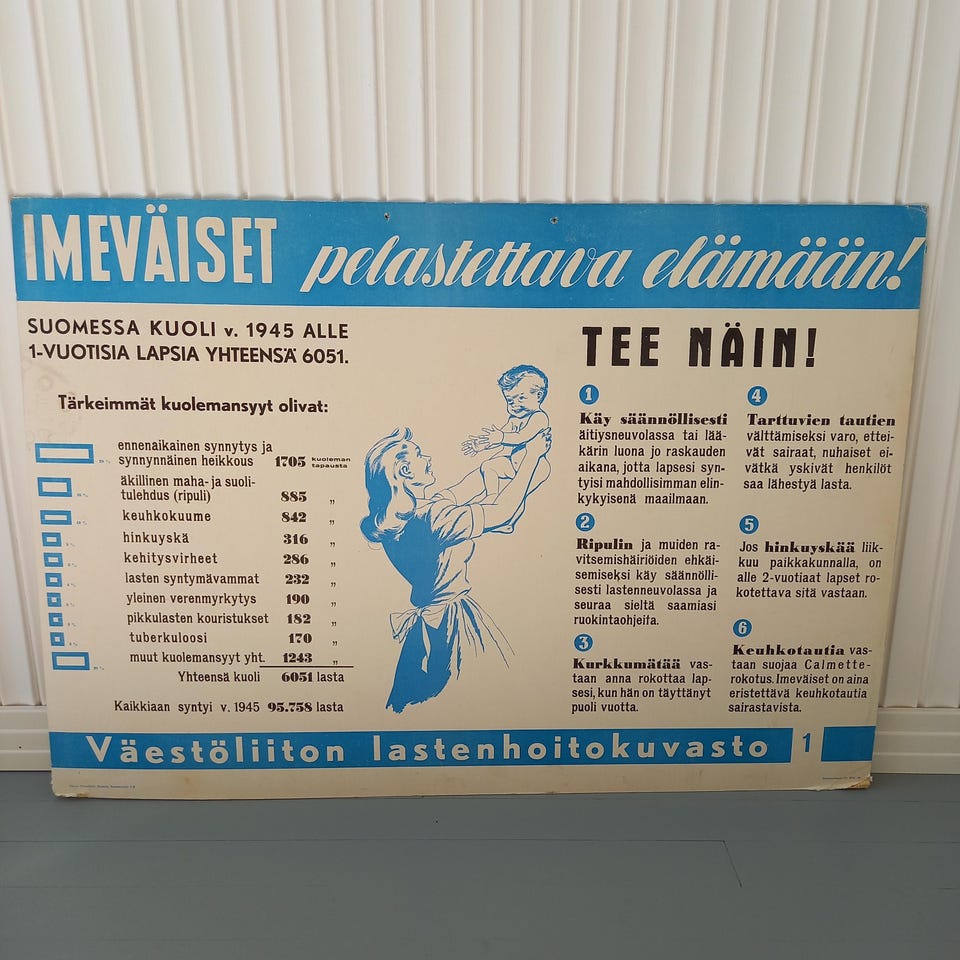 IMEVÄISET pelastettava elämään!
SUOMESSA KUOLI v. 1945 ALLE
1-VUOTISIA LAPSIA YHTEENSÄ 6051.
Tärkeimmät kuolemansyyt olivat:
ennenaikainen synnytys ja
synnynnäinen heikkous 1705 kuoleman tapausta
äkillinen maha- ja suoli-
tulehdus (ripuli) 885 „
keuhkokuume 842 „
hinkuyskä 316 „
kehitysvirheet 286 „
lasten syntymävammat 232 „
yleinen verenmyrkytys 190 „
pikkulasten kouristukset 182 „
tuberkuloosi 170 „
muut kuolemansyyt yht. 1243 „
Yhteensä kuoli 6051 lasta
Kaikkiaan syntyi v. 1945 95.758 lasta
TEE NÄIN!
1
Käy säännöllisesti
äitiysneuvolassa tai lää-
kärin luona jo raskauden
aikana, jotta lapsesi syn-
tyisi mahdollisimman elin-
kykyisenä maailmaan.
2
Ripulin ja muiden ra-
vitsemishäiriöiden ehkäi-
semiseksi käy säännölli-
sesti lastenneuvolassa ja
seuraa sieltä saamiasi
ruokintaohjeita.
3
Kurkkumätää vas-
taan anna rokottaa lap-
sesi, kun hän on täyttänyt
puoli vuotta.
4
Tarttuvien tautien
välttämiseksi varo, ettei-
vät sairaat, nuhaiset ei-
vätkä yskivät henkilöt
saa lähestyä lasta.
5
Jos hinkuyskää liik-
kuu paikkakunnalla, on
alle 2-vuotiaat lapset ro-
kotettava sitä vastaan.
6
Keuhkotautia vas-
taan suojaa Calmette-
rokotus. Imeväiset on aina
eristettävä keuhkotautia
sairastavista.
Väestöliiton lastenhoitokuvasto 1